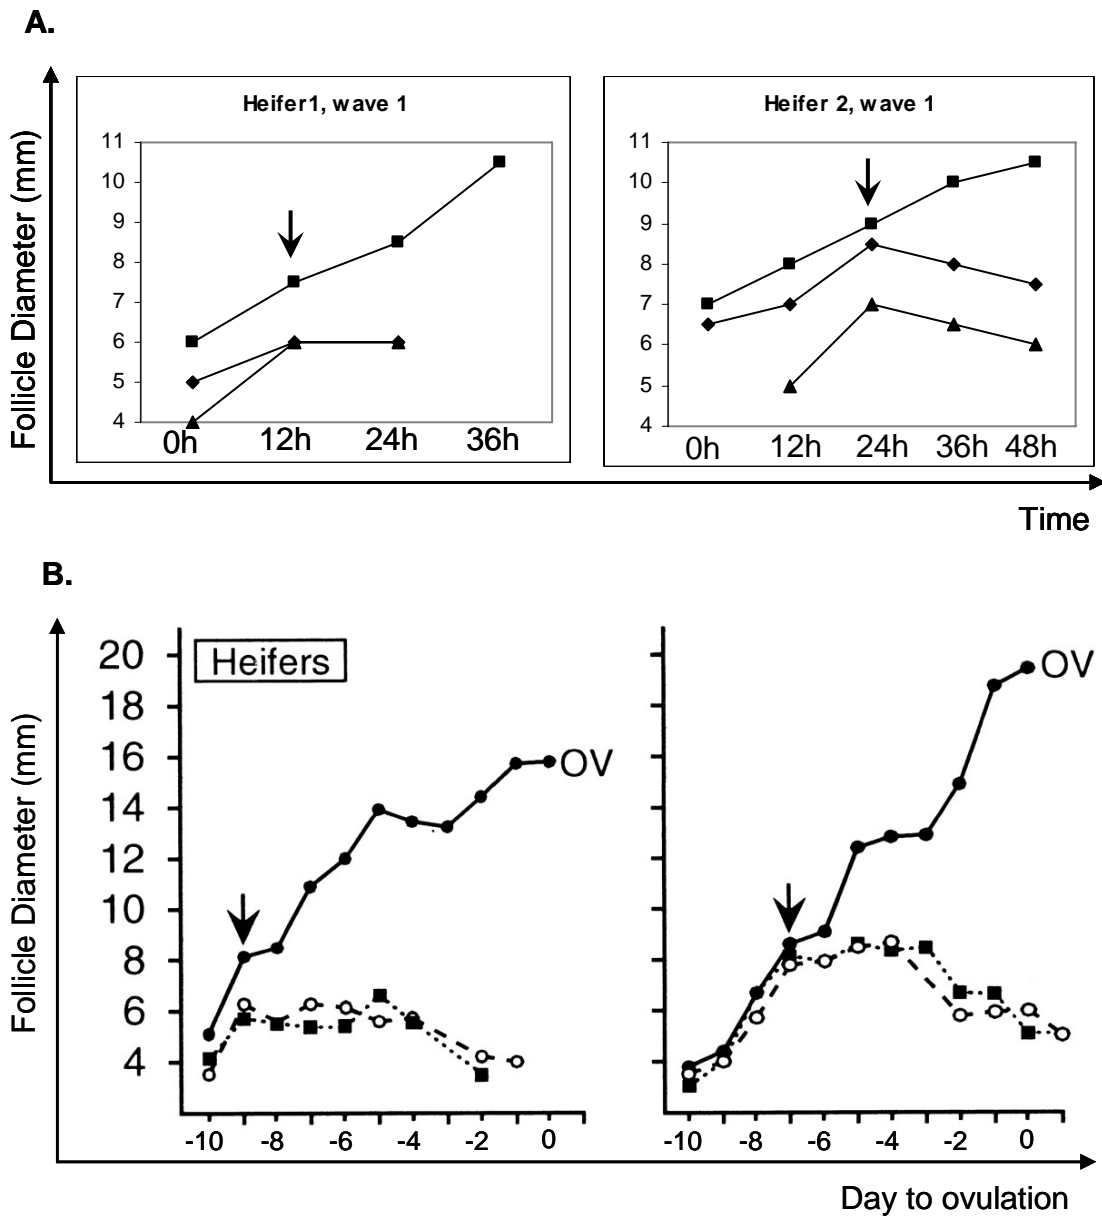 A.
Heifer1, wave 1
Heifer 2, wave 1
Follicle Diameter (mm)
11
10
9
8
7
6
5
4
0h 12h 24h 36h
11
10
9
8
7
6
5
4
0h 12h 24h 36h 48h
Time
B.
Follicle Diameter (mm)
Heifers
20
18
16
14
12
10
8
6
4
OV
OV
-10 -8 -6 -4 -2 0
-10 -8 -6 -4 -2 0
Day to ovulation